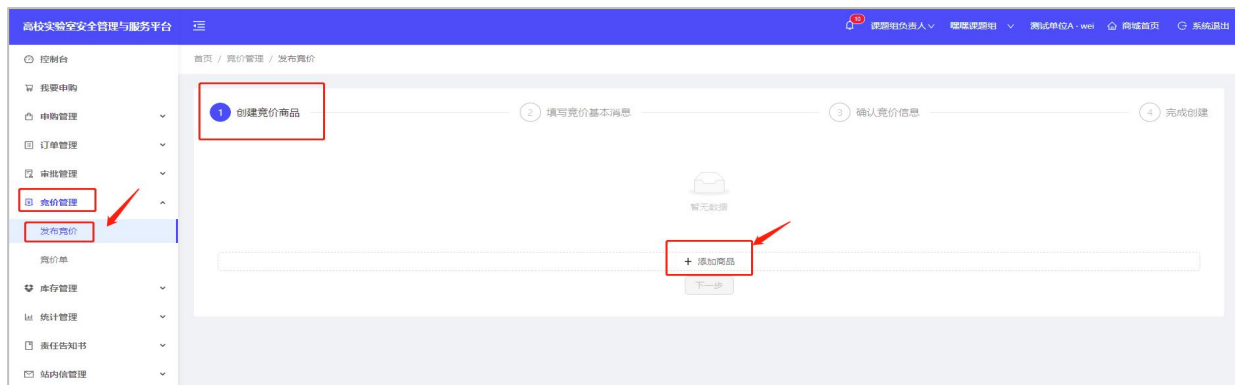 高校实验室安全管理与服务平台
10 课题组负责人 嘿嘿课题组 测试单位A - wei 商城首页 系统退出
控制台
首页 / 竞价管理 / 发布竞价
我要申购
申购管理
1 创建竞价商品 2 填写竞价基本消息 3 确认竞价信息 4 完成创建
订单管理
审批管理
竞价管理
暂无数据
发布竞价
竞价单
+ 添加商品
库存管理
下一步
统计管理
责任告知书
站内信管理